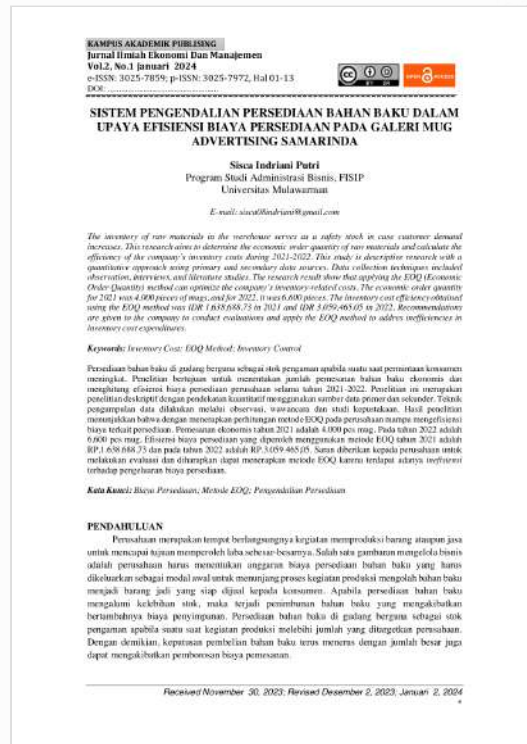 KAMPUS AKADEMIK PUBLISING
Jurnal Ilmiah Ekonomi Dan Manajemen
Vol.2, No.1 Januari 2024
e-ISSN: 3025-7859; p-ISSN: 3025-7972, Hal 01-13
DOI: ..........................................
CC BY SA
OPEN ACCESS
SISTEM PENGENDALIAN PERSEDIAAN BAHAN BAKU DALAM
UPAYA EFISIENSI BIAYA PERSEDIAAN PADA GALERI MUG
ADVERTISING SAMARINDA
Sisca Indriani Putri
Program Studi Administrasi Bisnis, FISIP
Universitas Mulawarman
E-mail: sisca08indriani@gmail.com
The inventory of raw materials in the warehouse serves as a safety stock in case customer demand
increases. This research aims to determine the economic order quantity of raw materials and calculate the
efficiency of the company's inventory costs during 2021-2022. This study is descriptive research with a
quantitative approach using primary and secondary data sources. Data collection techniques included
observation, interviews, and literature studies. The research result show that applying the EOQ (Economic
Order Quantity) method can optimize the company's inventory-related costs. The economic order quantity
for 2021 was 4.000 pieces of mugs, and for 2022, it was 6.600 pieces. The inventory cost efficiency obtained
using the EOQ method was IDR 1.638,688.73 in 2021 and IDR 3.059,465.05 in 2022. Recommendations
are given to the company to conduct evaluations and apply the EOQ method to address inefficiencies in
inventory cost expenditures.
Keywords: Inventory Cost; EOQ Method; Inventory Control
Persediaan bahan baku di gudang berguna sebagai stok pengaman apabila suatu saat permintaan konsumen
meningkat. Penelitian bertujuan untuk menentukan jumlah pemesanan bahan baku ekonomis dan
menghitung efisiensi biaya persediaan perusahaan selama tahun 2021-2022. Penelitian ini merupakan
penelitian deskriptif dengan pendekatan kuantitatif menggunakan sumber data primer dan sekunder. Teknik
pengumpulan data dilakukan melalui observasi, wawancara dan studi kepustakaan. Hasil penelitian
menunjukkan bahwa dengan menerapkan perhitungan metode EOQ pada perusahaan mampu mengefisiensi
biaya terkait persediaan. Pemesanan ekonomis tahun 2021 adalah 4.000 pcs mug. Pada tahun 2022 adalah
6.600 pcs mug. Efisiensi biaya persediaan yang diperoleh menggunakan metode EOQ tahun 2021 adalah
RP.1.638.688,73 dan pada tahun 2022 adalah RP.3.059.465,05. Saran diberikan kepada perusahaan untuk
melakukan evaluasi dan diharapkan dapat menerapkan metode EOQ karena terdapat adanya inefisiensi
terhadap pengeluaran biaya persediaan.
Kata Kunci: Biaya Persediaan; Metode EOQ; Pengendalian Persediaan
PENDAHULUAN
Perusahaan merupakan tempat berlangsungnya kegiatan memproduksi barang ataupun jasa
untuk mencapai tujuan memperoleh laba sebesar-besarnya. Salah satu gambaran mengelola bisnis
adalah perusahaan harus menentukan anggaran biaya persediaan bahan baku yang harus
dikeluarkan sebagai modal awal untuk menunjang proses kegiatan produksi mengolah bahan baku
menjadi barang jadi yang siap dijual kepada konsumen. Apabila persediaan bahan baku
mengalami kelebihan stok, maka terjadi penimbunan bahan baku yang mengakibatkan
bertambahnya biaya penyimpanan. Persediaan bahan baku di gudang berguna sebagai stok
pengaman apabila suatu saat kegiatan produksi melebihi jumlah yang ditargetkan perusahaan.
Dengan demikian, keputusan pembelian bahan baku terus menerus dengan jumlah besar juga
dapat mengakibatkan pemborosan biaya pemesanan.
Received November 30, 2023; Revised Desember 2, 2023; Januari 2, 2024